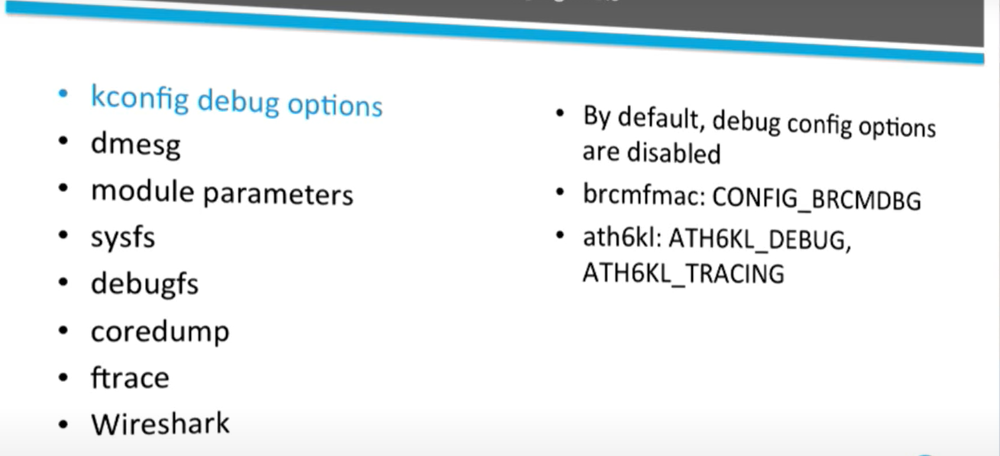 kconfig debug options
dmesg
module parameters
sysfs
debugfs
coredump
ftrace
Wireshark
By default, debug config options
are disabled
brcmfmac: CONFIG_BRCMDBG
ath6kl: ATH6KL_DEBUG,
ATH6KL_TRACING